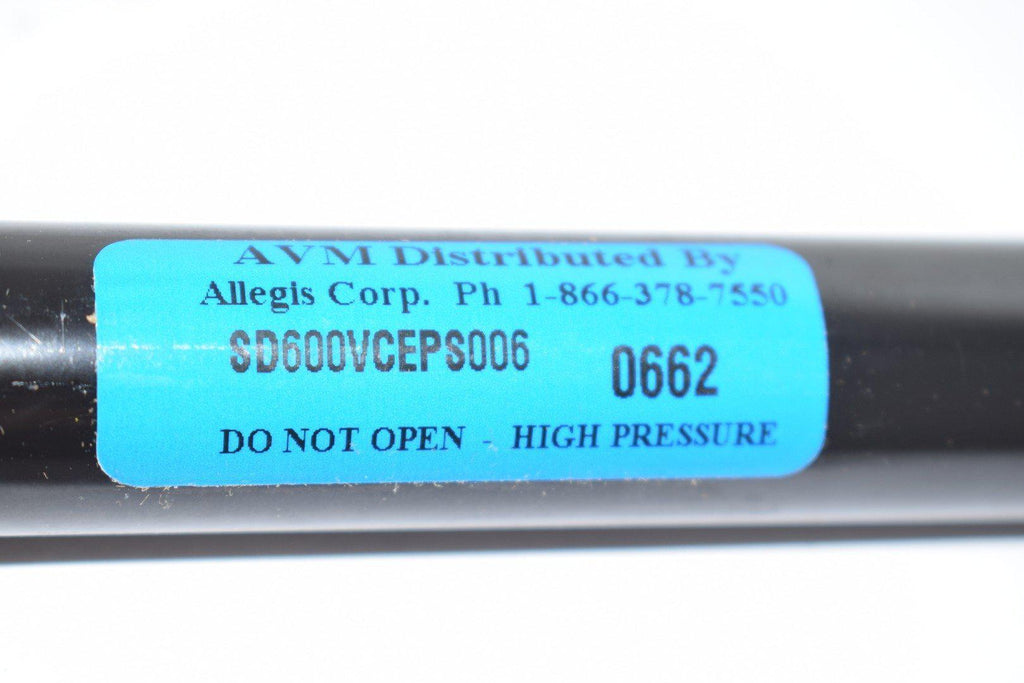 AVM Distributed By
Allegis Corp. Ph 1-866-378-7550
SD600VCEPS006 0662
DO NOT OPEN - HIGH PRESSURE